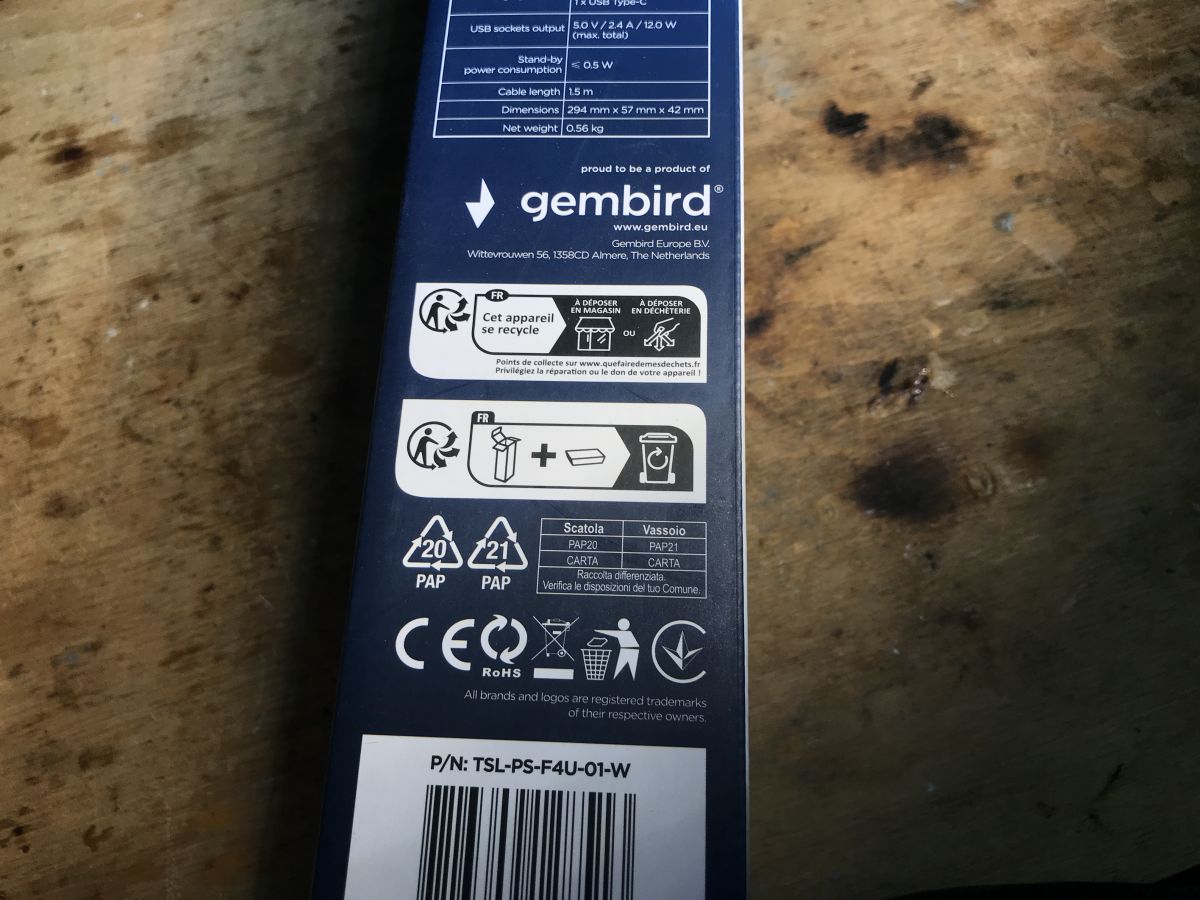 1 x USB Type-C
USB sockets output 5.0 V / 2.4 A / 12.0 W
(max. total)
Stand-by
power consumption ≤ 0.5 W
Cable length 1.5 m
Dimensions 294 mm x 57 mm x 42 mm
Net weight 0.56 kg
proud to be a product of
gembird®
www.gembird.eu
Gembird Europe B.V.
Wittevrouwen 56, 1358CD Almere, The Netherlands
FR
Cet appareil
se recycle
À DÉPOSER
EN MAGASIN
OU
À DÉPOSER
EN DÉCHÈTERIE
Points de collecte sur www.quefairedemesdechets.fr
Privilégiez la réparation ou le don de votre appareil !
FR
20
PAP
21
PAP
Scatola Vassoio
PAP20 PAP21
CARTA CARTA
Raccolta differenziata.
Verifica le disposizioni del tuo Comune.
CE
RoHS
All brands and logos are registered trademarks
of their respective owners.
P/N: TSL-PS-F4U-01-W